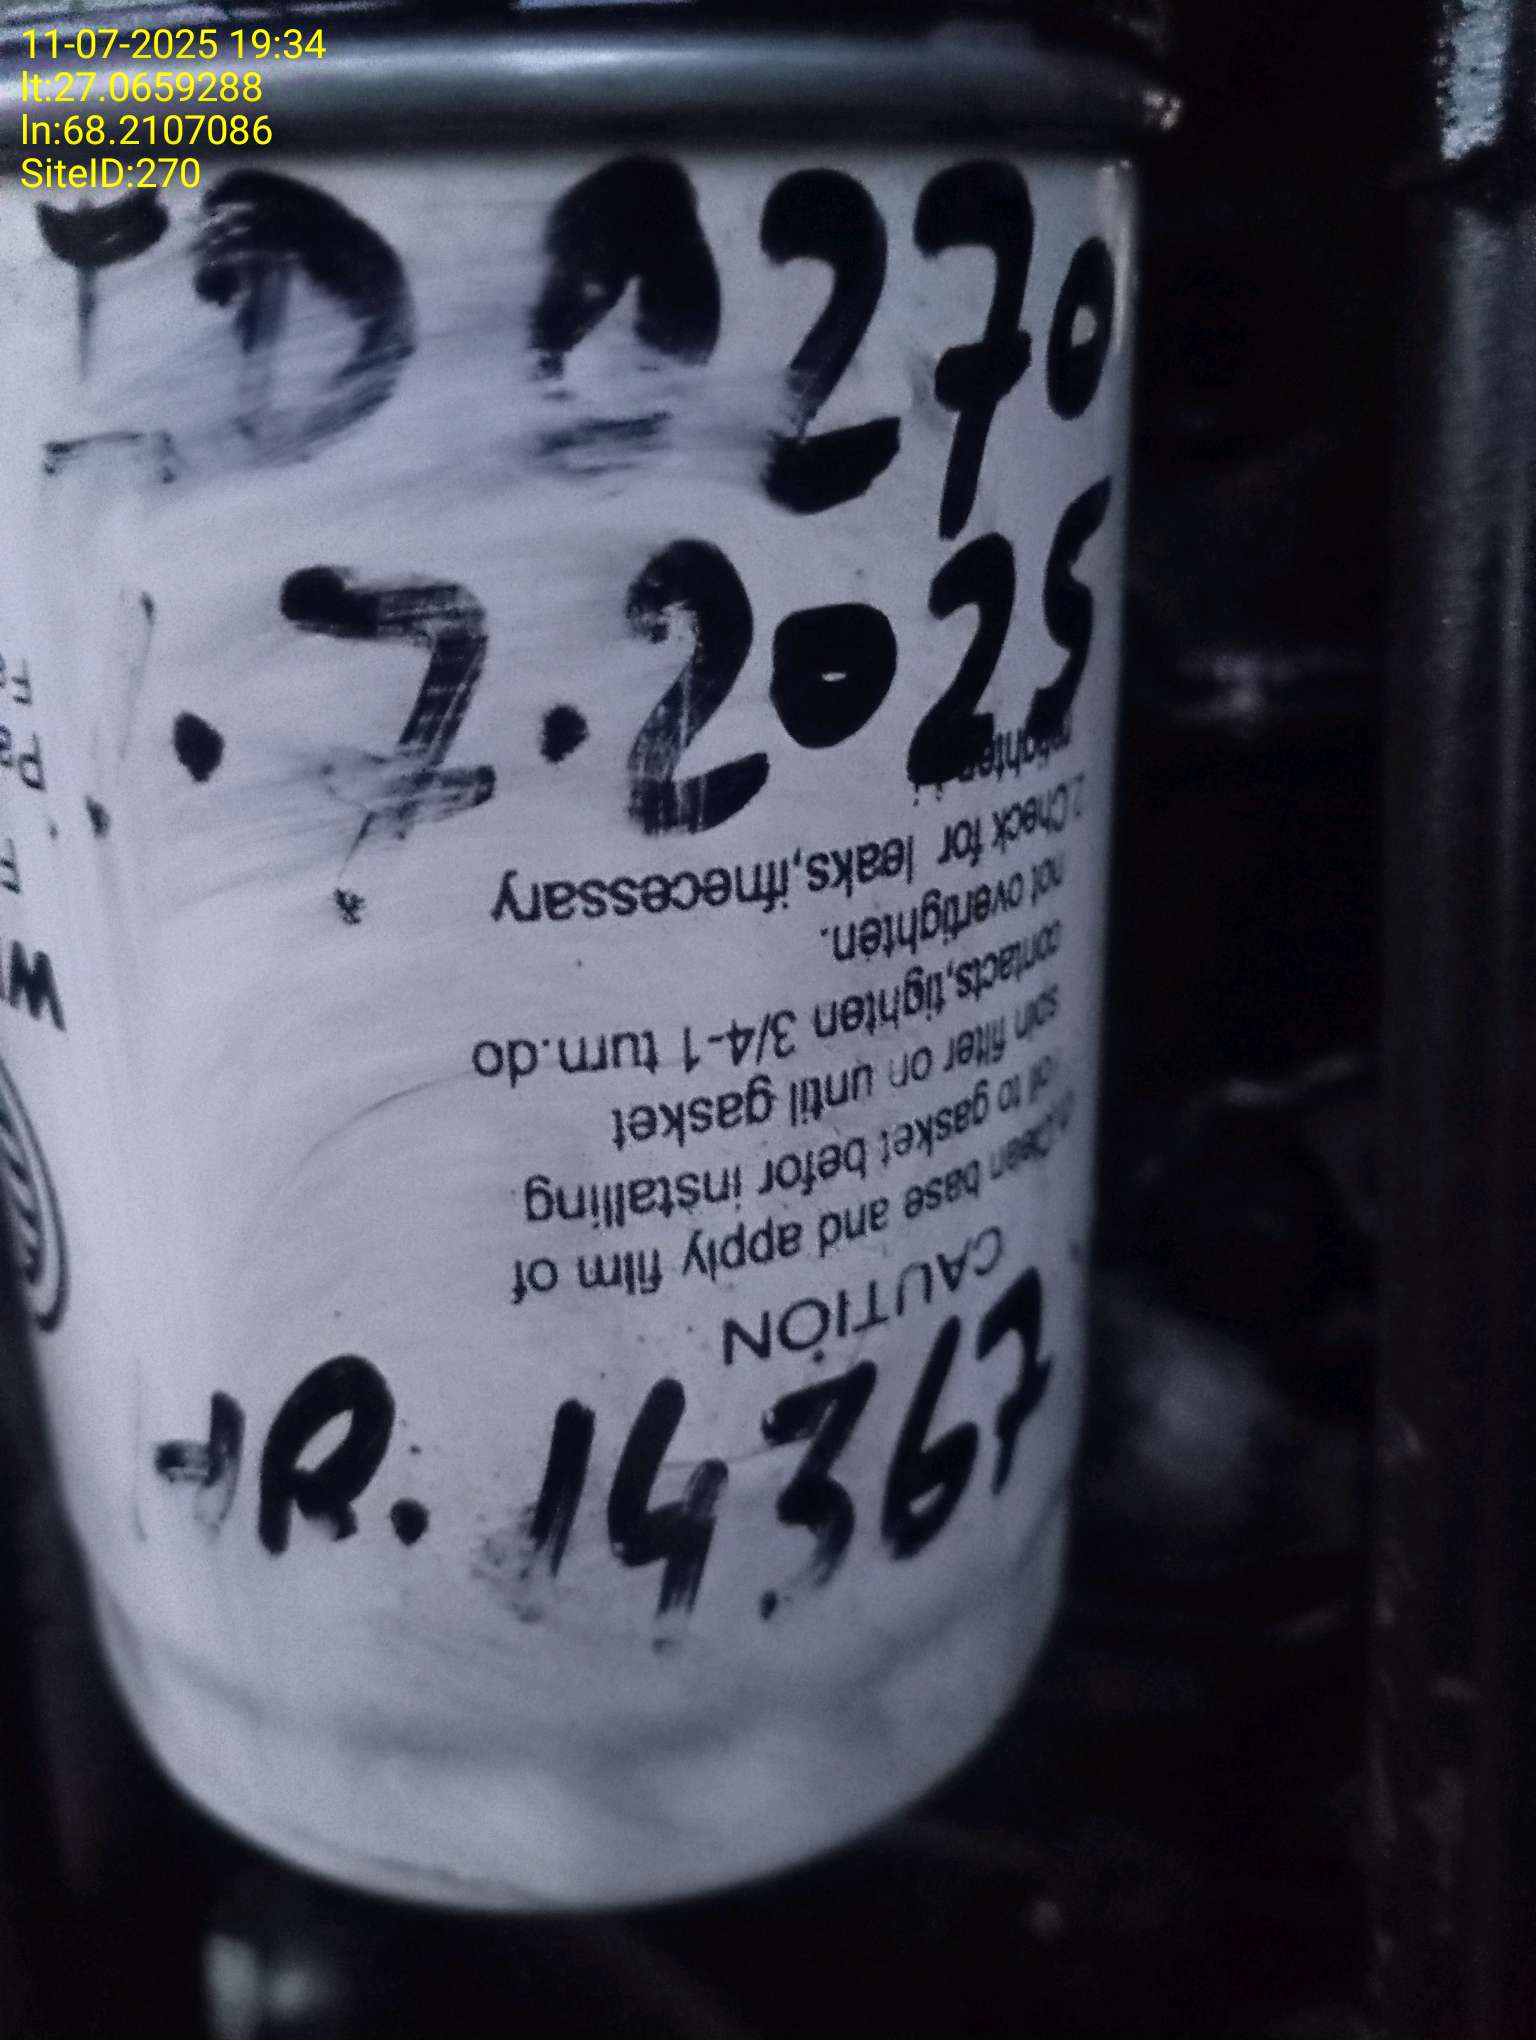 11-07-2025 19:34
lt:27.0659288
ln:68.2107086
SiteID:270
270
.7.2025
HR. 14367
CAUTION
clean base and apply film of
oil to gasket befor installing
spin filter on until gasket
contacts,tighten 3/4-1 turn.do
not overtighten.
2.Check for leaks,ifnecessary
retighten